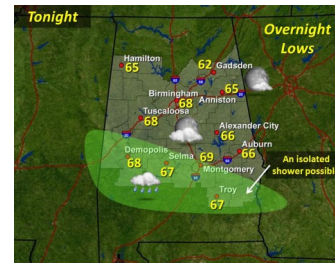 Tonight
Overnight
Lows
Hamilton
65
62
Gadsden
Birmingham
68
65
Anniston
Tuscaloosa
68
Alexander City
66
Auburn
66
Demopolis
68
Selma
67
69
Montgomery
Troy
67
An isolated
shower possible